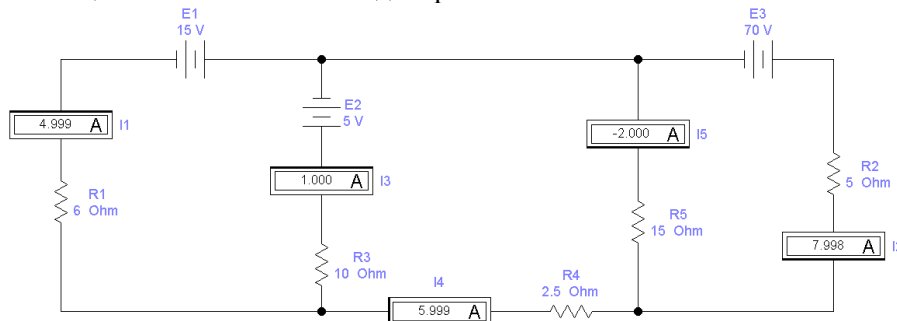 E1
15 V
E3
70 V
E2
5 V
4.999 A I1
-2.000 A I5
1.000 A I3
R1
6 Ohm
R2
5 Ohm
R5
15 Ohm
R3
10 Ohm
7.998 A
I4
R4
2.5 Ohm
5.999 A